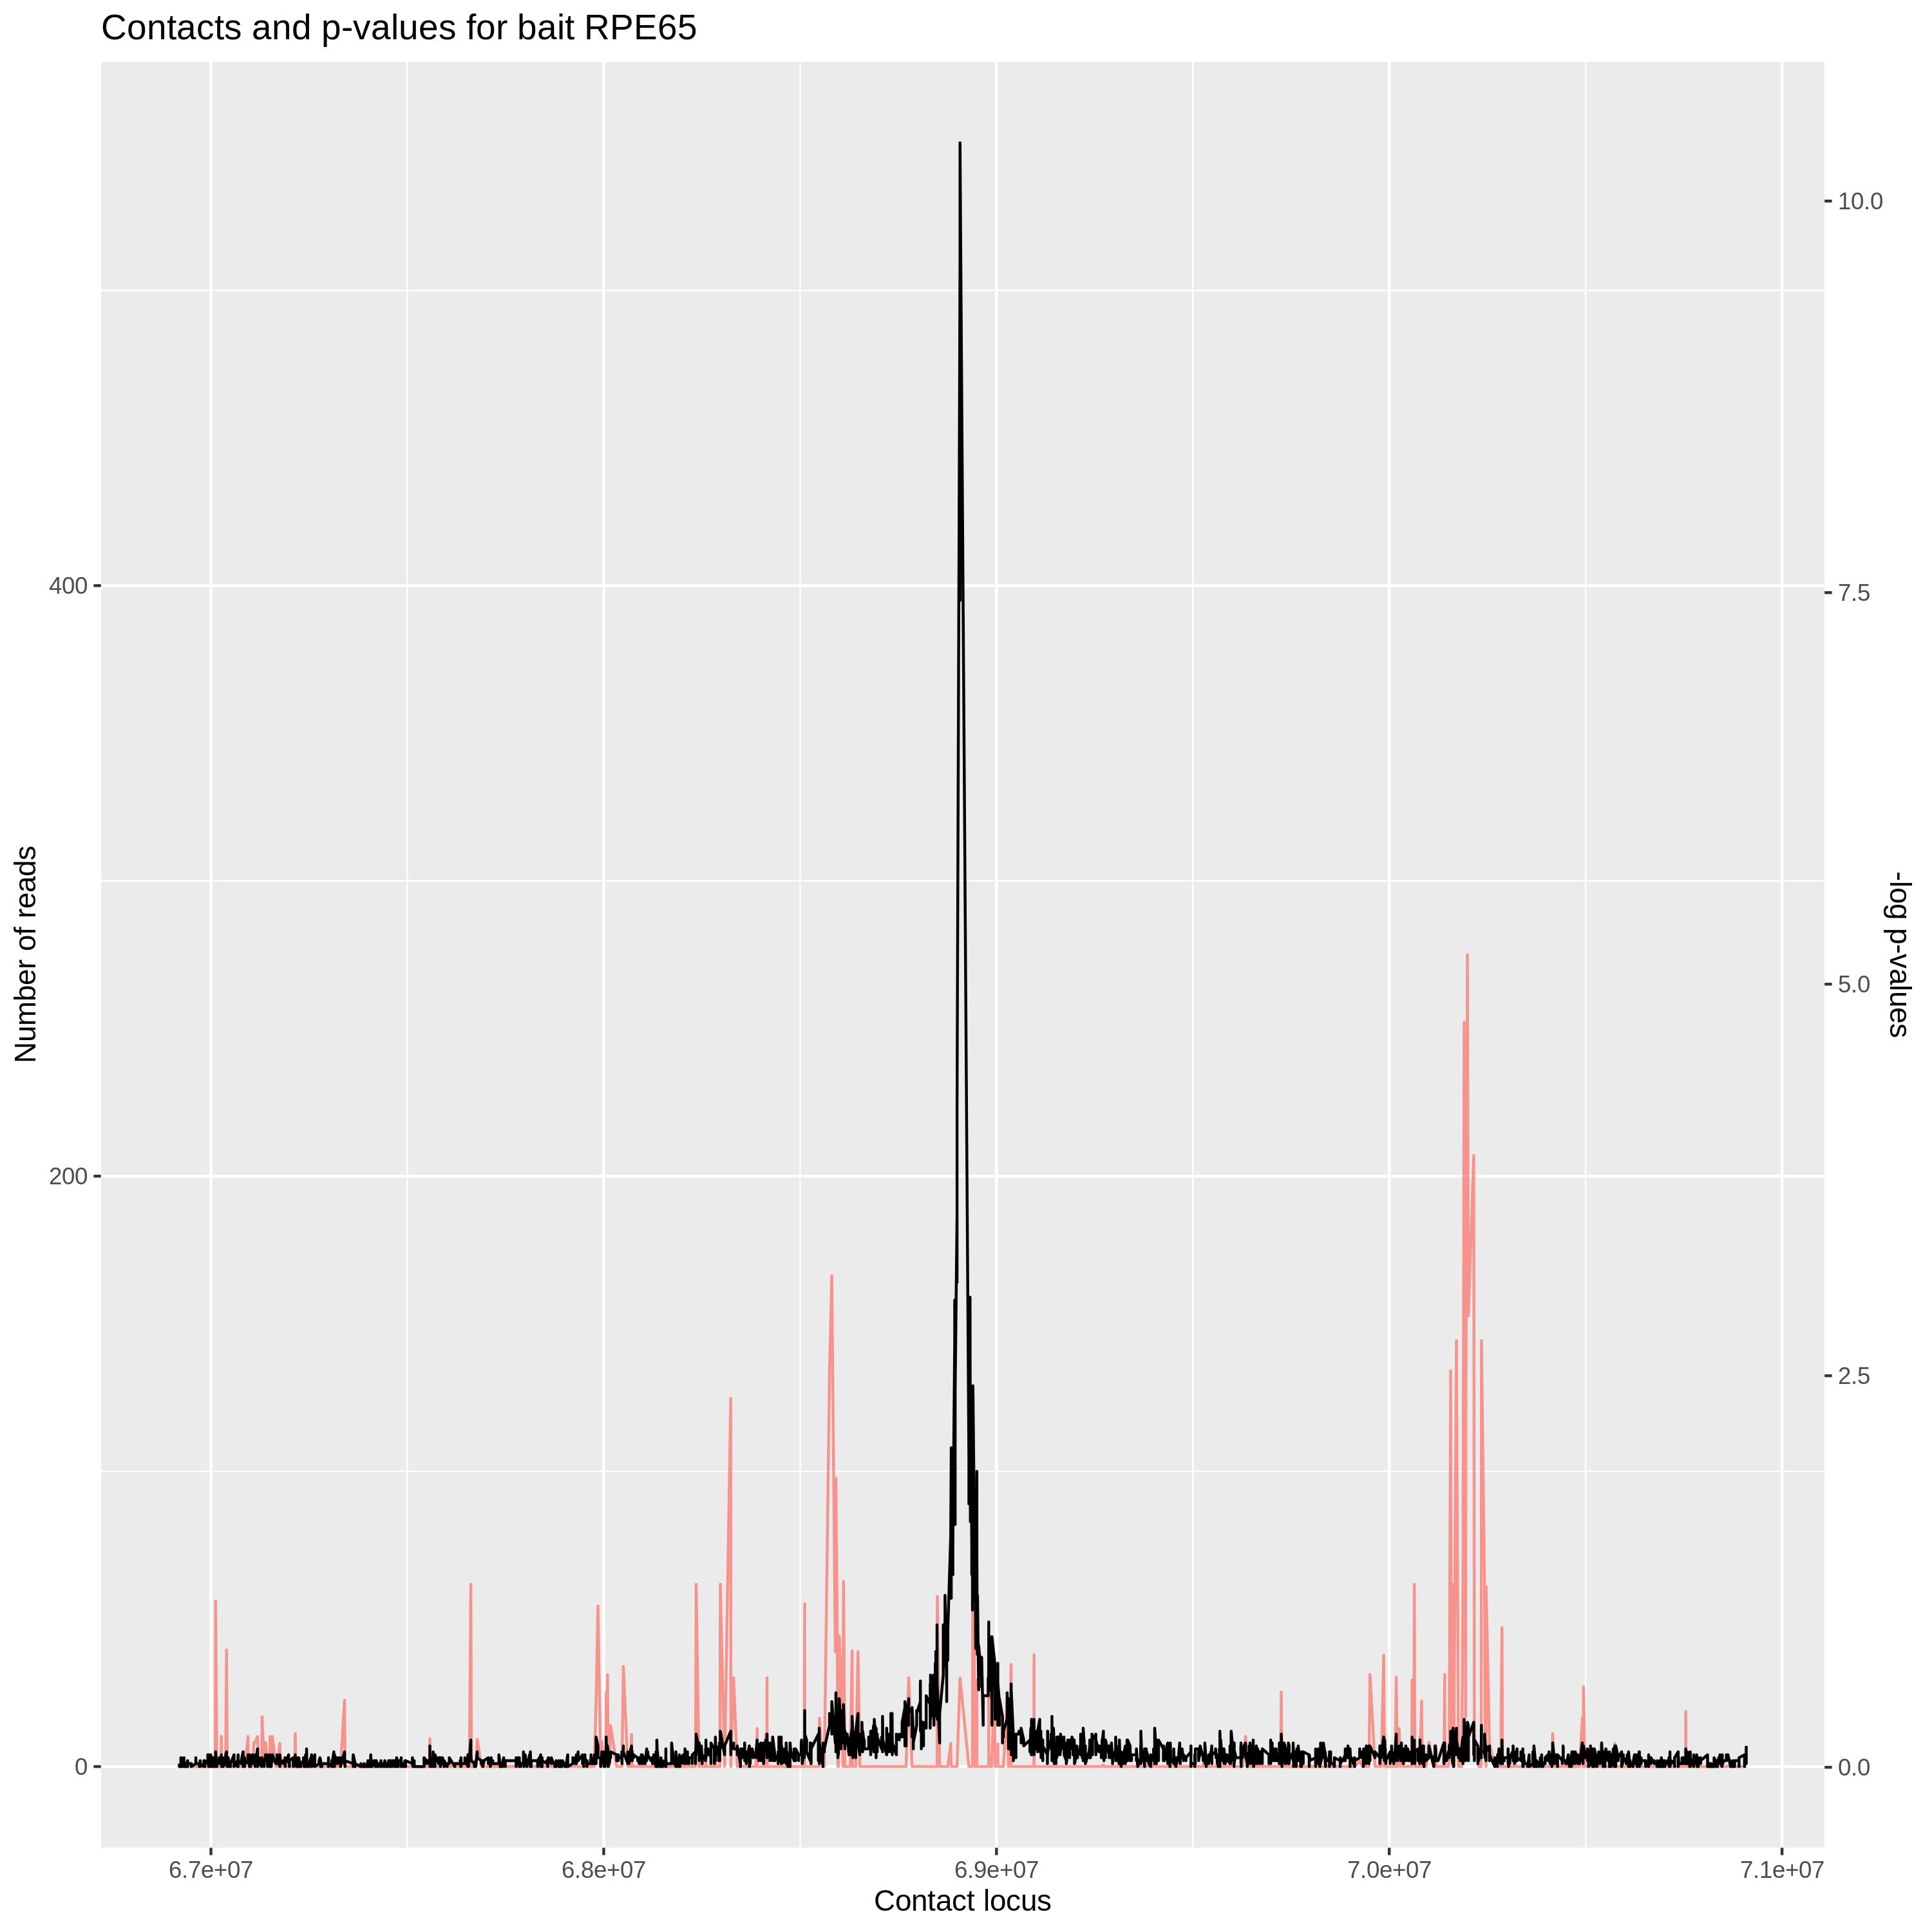 Contacts and p-values for bait RPE65
Number of reads
400
200
0
10.0
7.5
5.0
2.5
0.0
-log p-values
6.7e+07
6.8e+07
6.9e+07
7.0e+07
7.1e+07
Contact locus